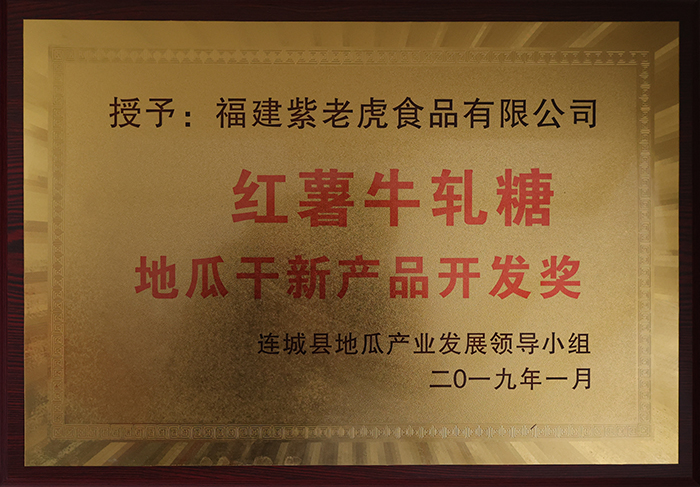 授予：福建紫老虎食品有限公司
红薯牛轧糖
地瓜干新产品开发奖
连城县地瓜产业发展领导小组
二0一九年一月